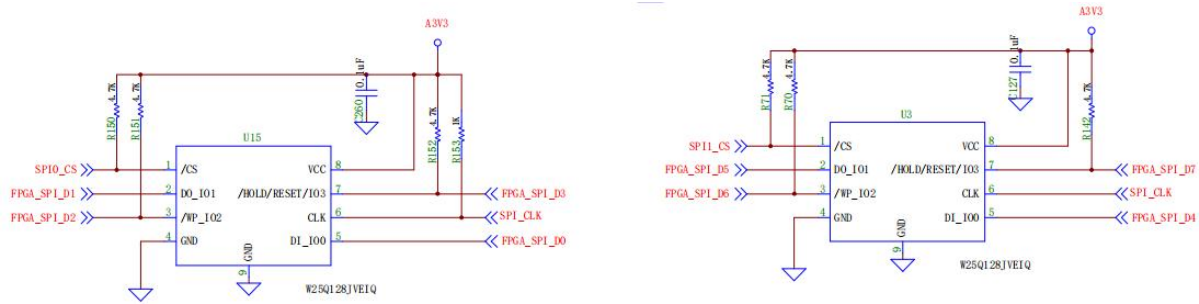 A3V3
R150 4.7K
R151 4.7K
C260 0.1uF
R152 4.7K
R153 1K
U15
SPI0_CS 1 /CS VCC 8
FPGA_SPI_D1 2 DO_IO1 /HOLD/RESET/IO3 7 FPGA_SPI_D3
FPGA_SPI_D2 3 /WP_IO2 CLK 6 SPI_CLK
4 GND DI_IO0 5 FPGA_SPI_D0
GND
9
W25Q128JVEIQ
A3V3
R71 4.7K
R70 4.7K
C127 0.1uF
R142 4.7K
U3
SPI1_CS 1 /CS VCC 8
FPGA_SPI_D5 2 DO_IO1 /HOLD/RESET/IO3 7 FPGA_SPI_D7
FPGA_SPI_D6 3 /WP_IO2 CLK 6 SPI_CLK
4 GND DI_IO0 5 FPGA_SPI_D4
GND
9
W25Q128JVEIQ